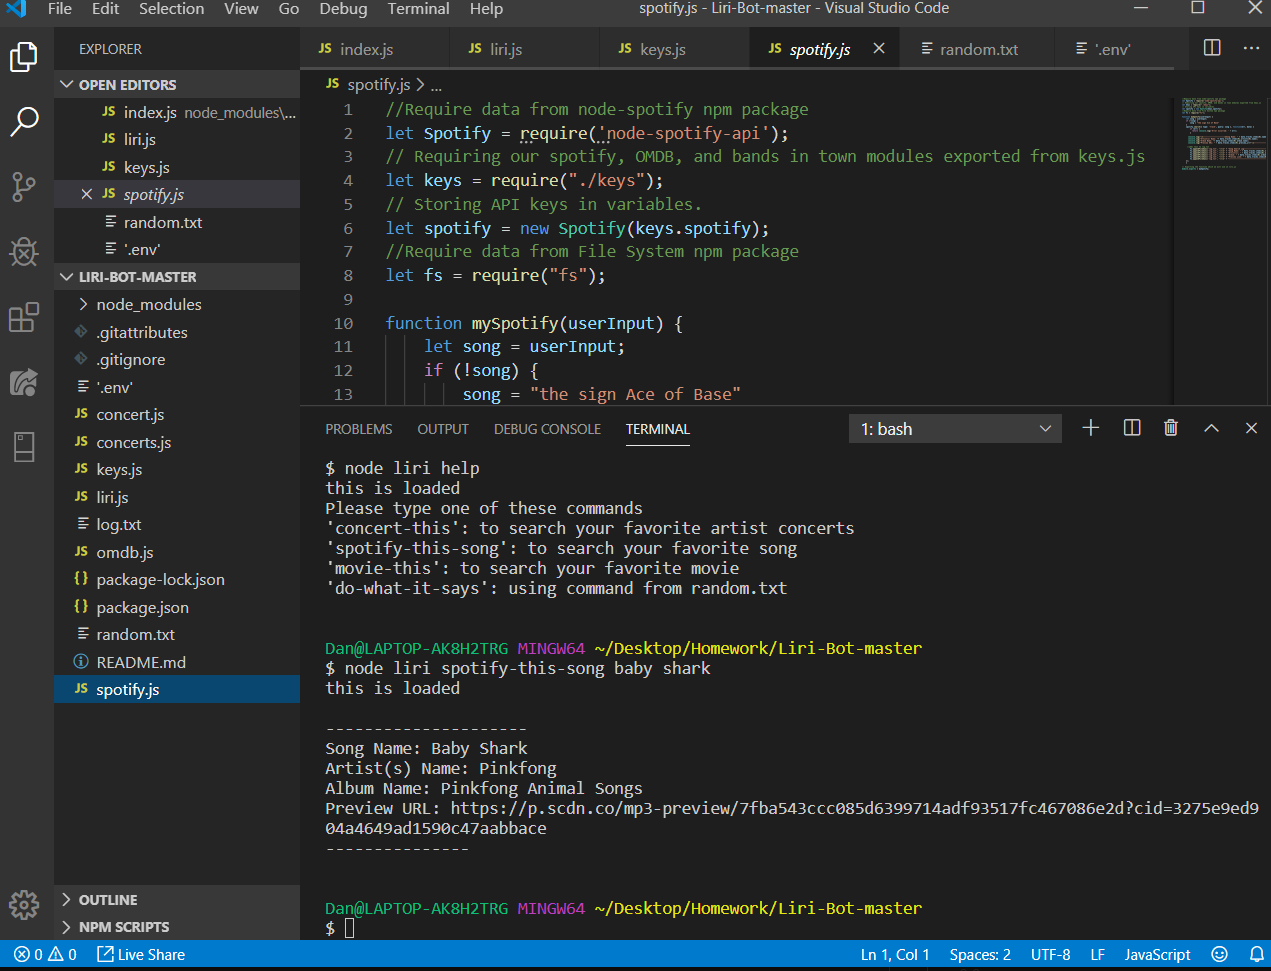 File Edit Selection View Go Debug Terminal Help
spotify.js - Liri-Bot-master - Visual Studio Code
EXPLORER
OPEN EDITORS
JS index.js node_modules\...
JS liri.js
JS keys.js
JS spotify.js
random.txt
'.env'
LIRI-BOT-MASTER
node_modules
.gitattributes
.gitignore
'.env'
JS concert.js
JS concerts.js
JS keys.js
JS liri.js
log.txt
JS omdb.js
{} package-lock.json
{} package.json
random.txt
README.md
JS spotify.js
OUTLINE
NPM SCRIPTS
JS index.js JS liri.js JS keys.js JS spotify.js random.txt '.env'
JS spotify.js > ...
1 //Require data from node-spotify npm package
2 let Spotify = require('node-spotify-api');
3 // Requiring our spotify, OMDB, and bands in town modules exported from keys.js
4 let keys = require("./keys");
5 // Storing API keys in variables.
6 let spotify = new Spotify(keys.spotify);
7 //Require data from File System npm package
8 let fs = require("fs");
9
10 function mySpotify(userInput) {
11 let song = userInput;
12 if (!song) {
13 song = "the sign Ace of Base"
PROBLEMS OUTPUT DEBUG CONSOLE TERMINAL 1: bash
$ node liri help
this is loaded
Please type one of these commands
'concert-this': to search your favorite artist concerts
'spotify-this-song': to search your favorite song
'movie-this': to search your favorite movie
'do-what-it-says': using command from random.txt
Dan@LAPTOP-AK8H2TRG MINGW64 ~/Desktop/Homework/Liri-Bot-master
$ node liri spotify-this-song baby shark
this is loaded
---------------------
Song Name: Baby Shark
Artist(s) Name: Pinkfong
Album Name: Pinkfong Animal Songs
Preview URL: https://p.scdn.co/mp3-preview/7fba543ccc085d6399714adf93517fc467086e2d?cid=3275e9ed9
04a4649ad1590c47aabbace
---------------
Dan@LAPTOP-AK8H2TRG MINGW64 ~/Desktop/Homework/Liri-Bot-master
$
0 0 Live Share Ln 1, Col 1 Spaces: 2 UTF-8 LF JavaScript